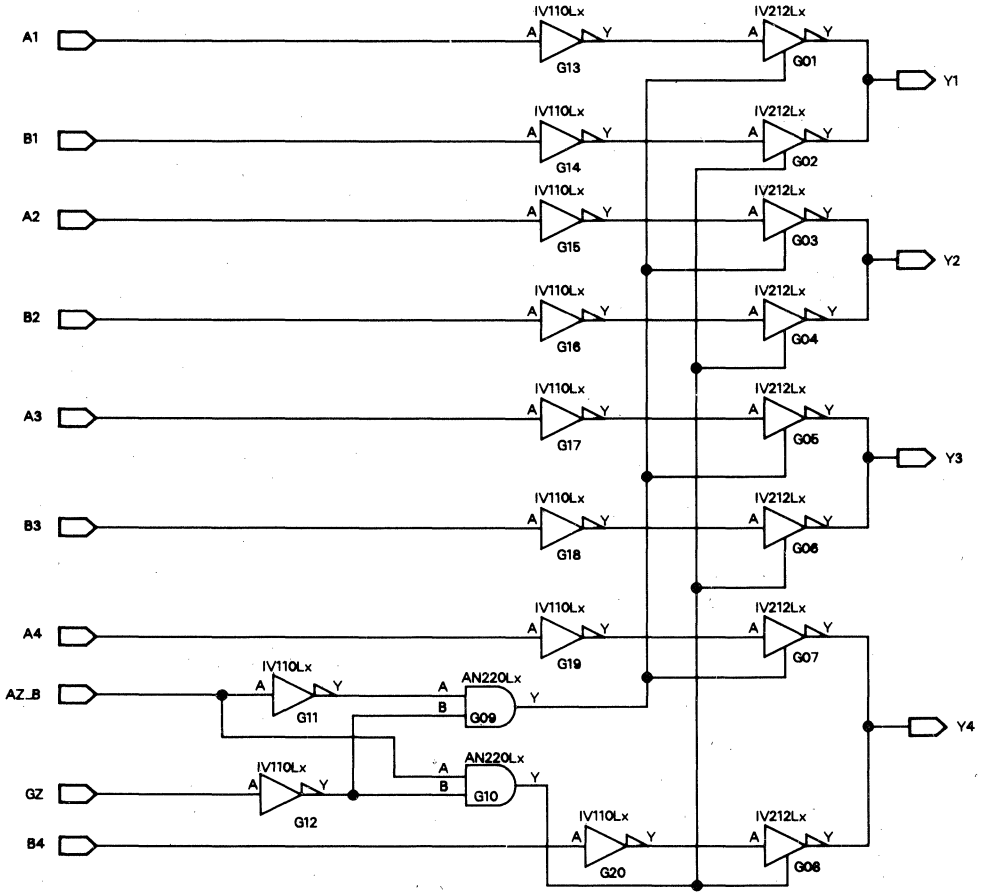 IV110Lx IV212Lx
A1 A Y A Y
G13 G01
Y1
IV110Lx IV212Lx
B1 A Y A Y
G14 G02
IV110Lx IV212Lx
A2 A Y A Y
G15 G03
Y2
IV110Lx IV212Lx
B2 A Y A Y
G16 G04
IV110Lx IV212Lx
A3 A Y A Y
G17 G05
Y3
IV110Lx IV212Lx
B3 A Y A Y
G18 G06
IV110Lx IV212Lx
A4 A Y A Y
G19 G07
IV110Lx AN220Lx
AZ_B A Y A
B Y
G11 G09
Y4
IV110Lx AN220Lx
A Y
GZ A Y B
G12 G10
IV110Lx IV212Lx
B4 A Y A Y
G20 G08